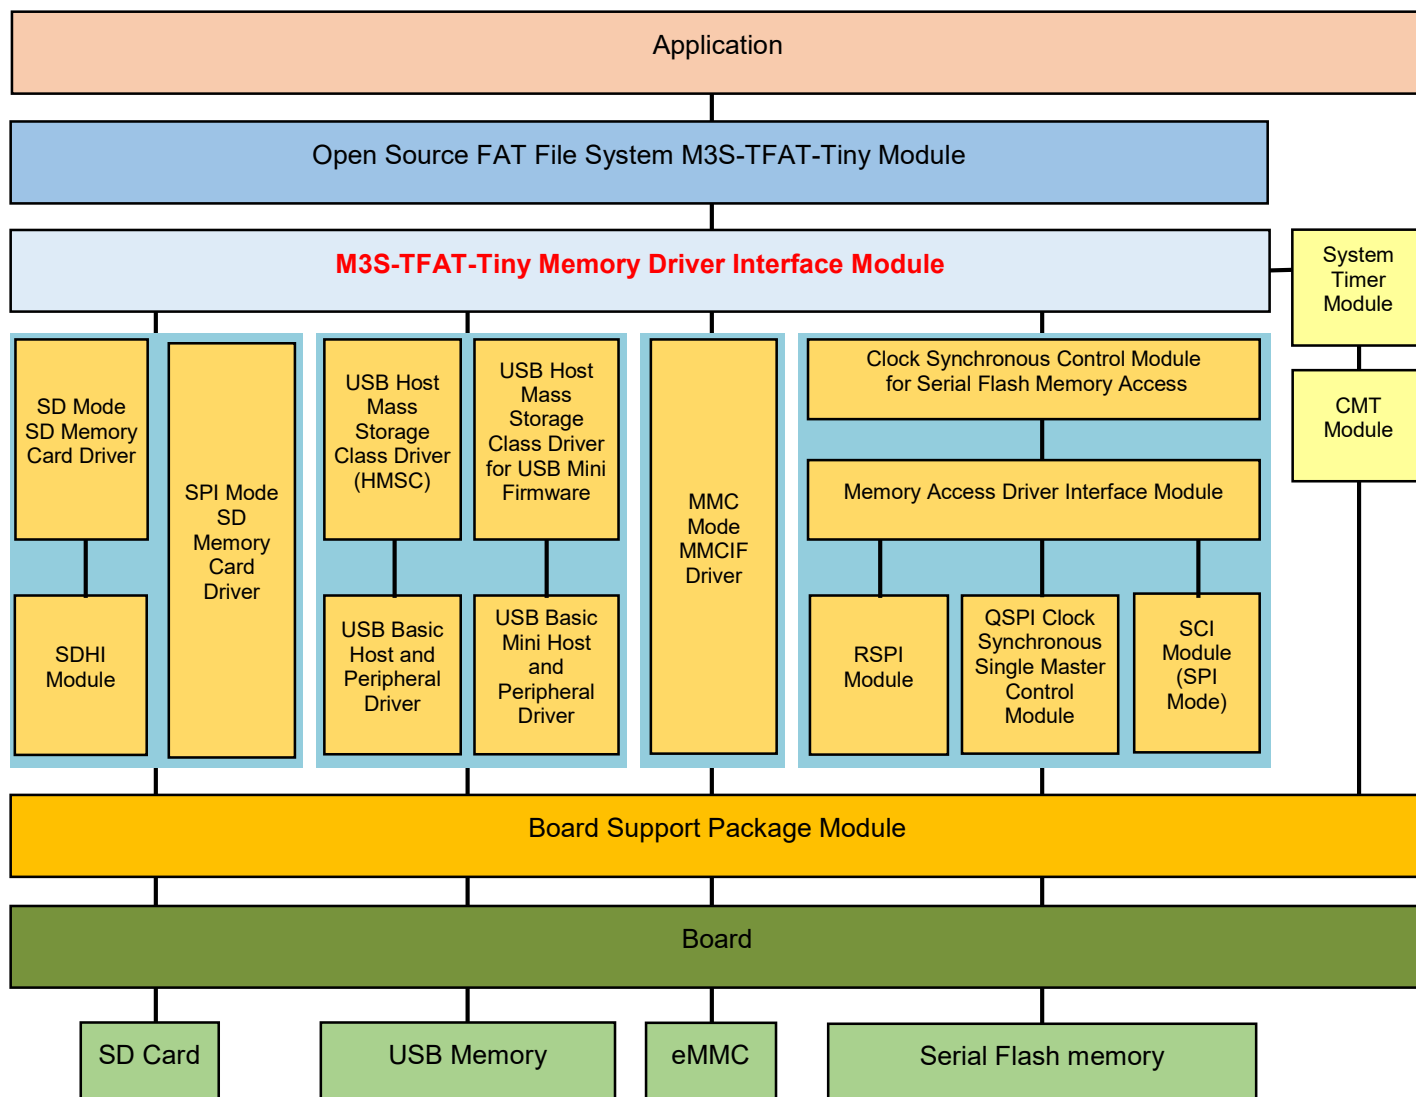 Application
Open Source FAT File System M3S-TFAT-Tiny Module
M3S-TFAT-Tiny Memory Driver Interface Module
System
Timer
Module
CMT
Module
SD Mode
SD Memory
Card Driver
SDHI
Module
SPI Mode
SD
Memory
Card
Driver
USB Host
Mass
Storage
Class Driver
(HMSC)
USB Basic
Host and
Peripheral
Driver
USB Host
Mass
Storage
Class Driver
for USB Mini
Firmware
USB Basic
Mini Host
and
Peripheral
Driver
MMC
Mode
MMCIF
Driver
Clock Synchronous Control Module
for Serial Flash Memory Access
Memory Access Driver Interface Module
RSPI
Module
QSPI Clock
Synchronous
Single Master
Control
Module
SCI
Module
(SPI
Mode)
Board Support Package Module
Board
SD Card
USB Memory
eMMC
Serial Flash memory